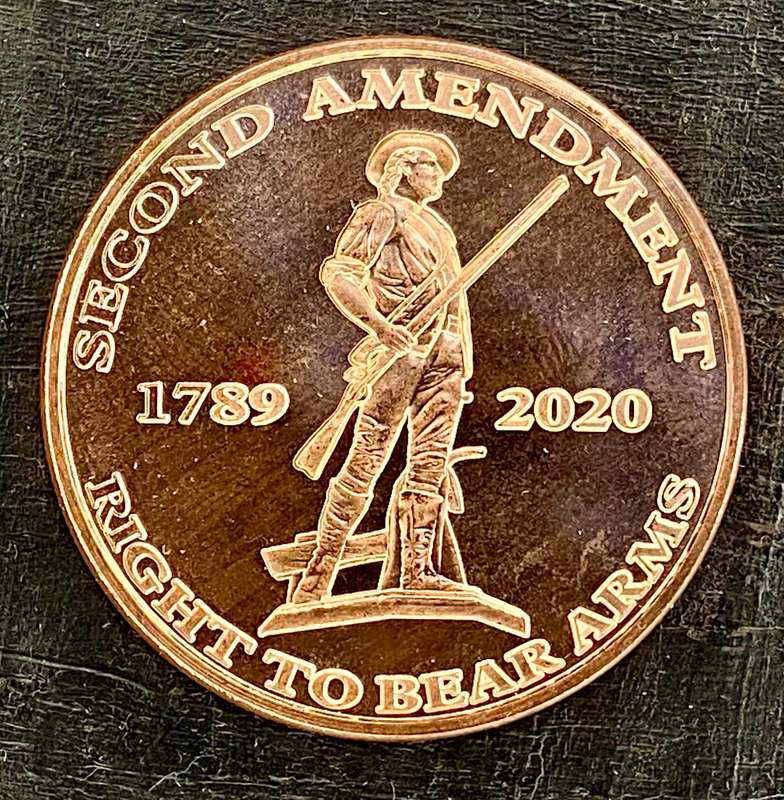 SECOND AMENDMENT
1789 2020
RIGHT TO BEAR ARMS